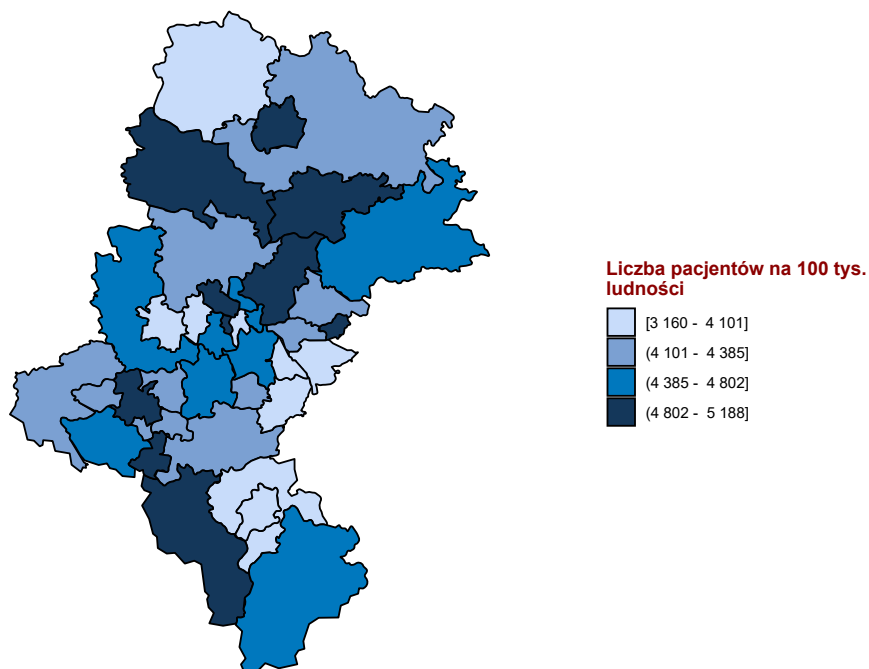 Liczba pacjentów na 100 tys.
ludności
[3 160 - 4 101]
(4 101 - 4 385]
(4 385 - 4 802]
(4 802 - 5 188]